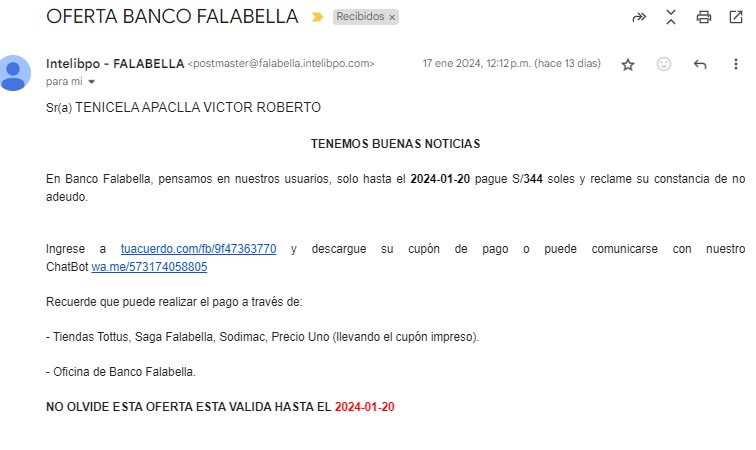 OFERTA BANCO FALABELLA Recibidos x
Intelibpo - FALABELLA <postmaster@falabella.intelibpo.com> 17 ene 2024, 12:12 p.m. (hace 13 días)
para mí
Sr(a) TENICELA APACLLA VICTOR ROBERTO
TENEMOS BUENAS NOTICIAS
En Banco Falabella, pensamos en nuestros usuarios, solo hasta el 2024-01-20 pague S/344 soles y reclame su constancia de no
adeudo.
Ingrese a tuacuerdo.com/fb/9f47363770 y descargue su cupón de pago o puede comunicarse con nuestro
ChatBot wa.me/573174058805
Recuerde que puede realizar el pago a través de:
- Tiendas Tottus, Saga Falabella, Sodimac, Precio Uno (llevando el cupón impreso).
- Oficina de Banco Falabella.
NO OLVIDE ESTA OFERTA ESTA VALIDA HASTA EL 2024-01-20